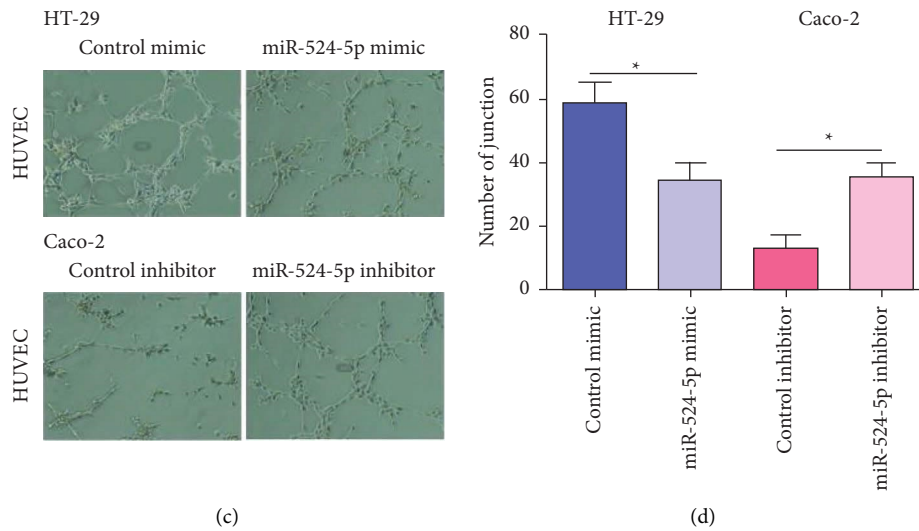 HT-29
Control mimic
miR-524-5p mimic
HUVEC
Caco-2
Control inhibitor
miR-524-5p inhibitor
HUVEC
(c)
HT-29
Caco-2
80
60
40
20
0
Number of junction
*
*
Control mimic
miR-524-5p mimic
Control inhibitor
miR-524-5p inhibitor
(d)